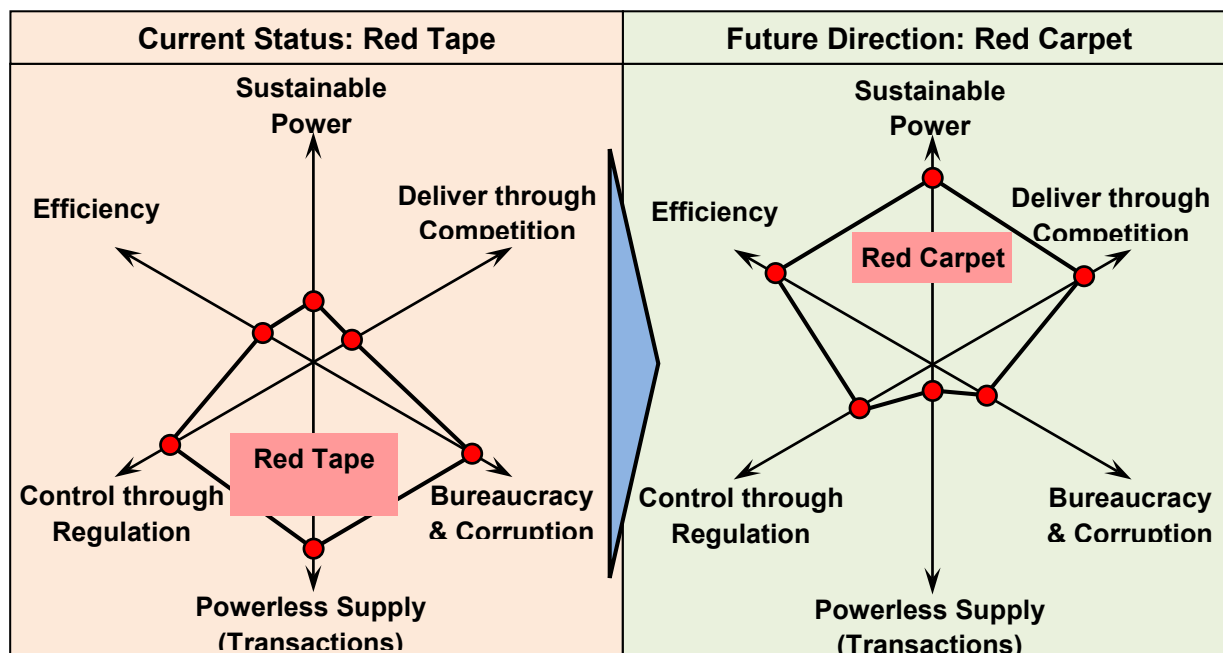 Current Status: Red Tape
Sustainable
Power
Efficiency
Deliver through
Competition
Red Tape
Control through
Regulation
Bureaucracy
& Corruption
Powerless Supply
(Transactions)
Future Direction: Red Carpet
Sustainable
Power
Efficiency
Deliver through
Competition
Red Carpet
Control through
Regulation
Bureaucracy
& Corruption
Powerless Supply
(Transactions)